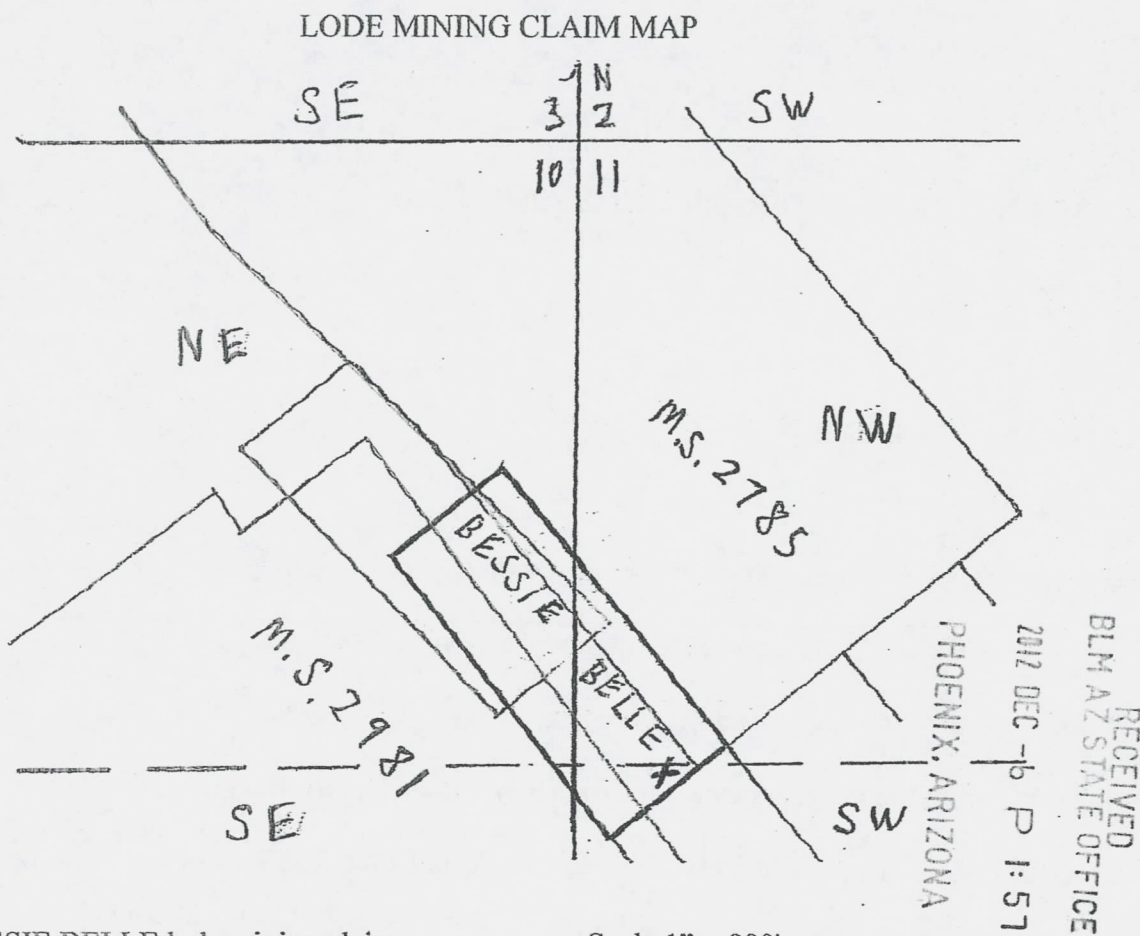 LODE MINING CLAIM MAP
N
SE
3 2
SW
10 11
NE
NW
M.S. 2785
BESSIE
BELLE
X
M.S. 2981
SE
SW
RECEIVED
BLM AZ STATE OFFICE
2012 DEC -6 P 1:57
PHOENIX, ARIZONA